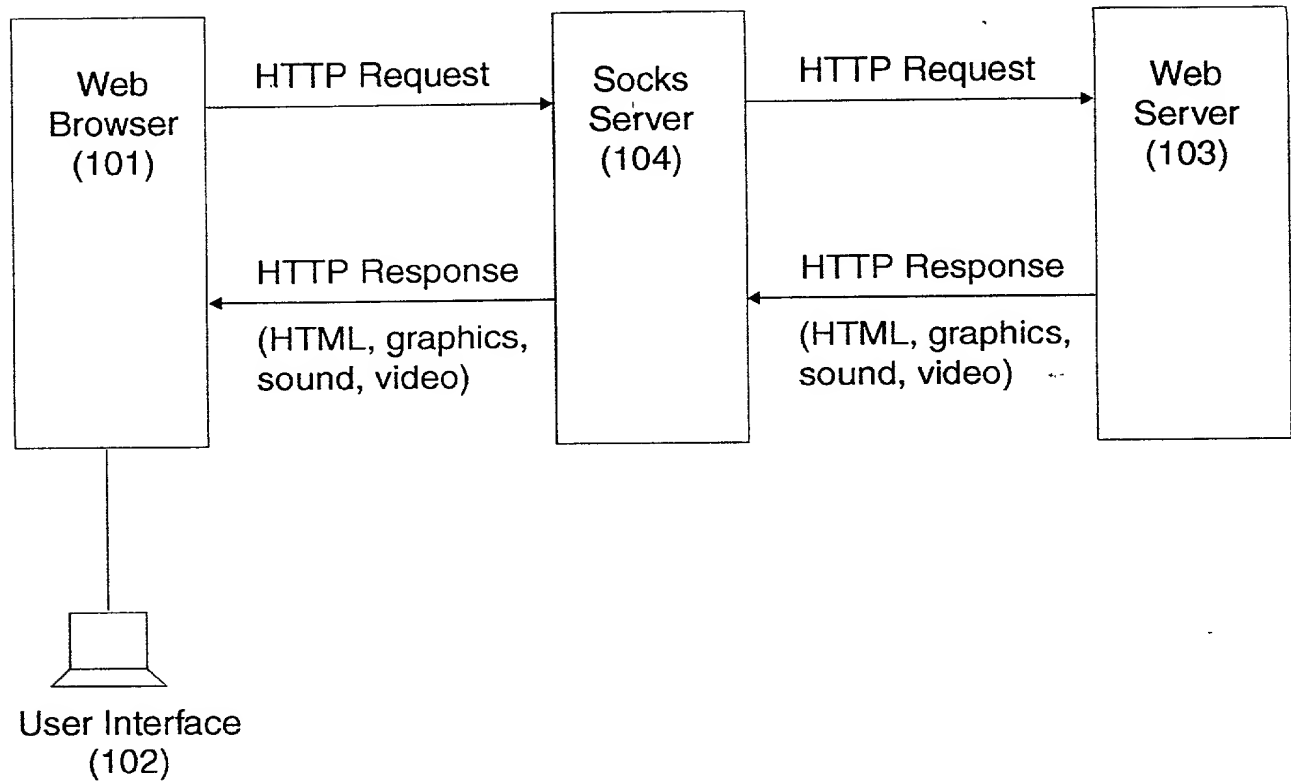 Web
Browser
(101)
HTTP Request
Socks
Server
(104)
HTTP Request
Web
Server
(103)
HTTP Response
(HTML, graphics,
sound, video)
HTTP Response
(HTML, graphics,
sound, video)
User Interface
(102)